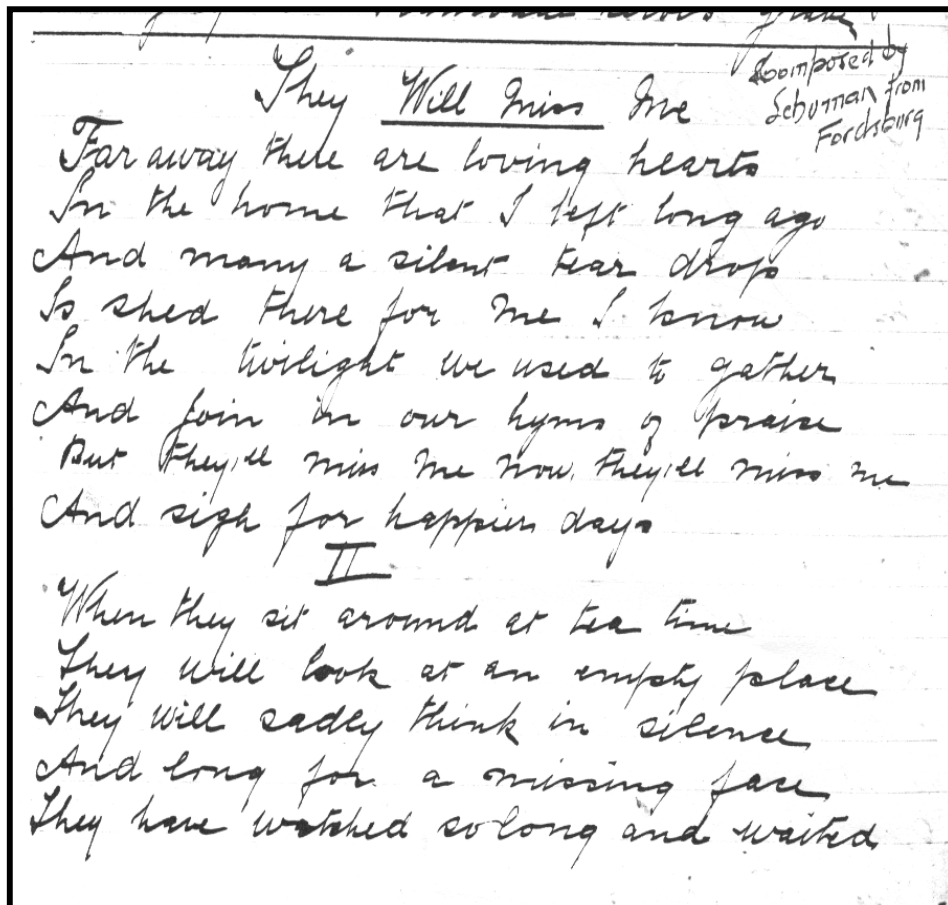 grave
They Will Miss Me
Composed by
Schuman from
Fordsburg
Far away there are loving hearts
In the home that I left long ago
And many a silent tear drops
Is shed there for me I know
In the twilight we used to gather
And join in our hyms of praise
But they'll miss me now, they'll miss me
And sigh for happier days
II
When they sit around at tea time
They will look at an empty place
They will sadly think in silence
And long for a missing face
They have watched so long and waited